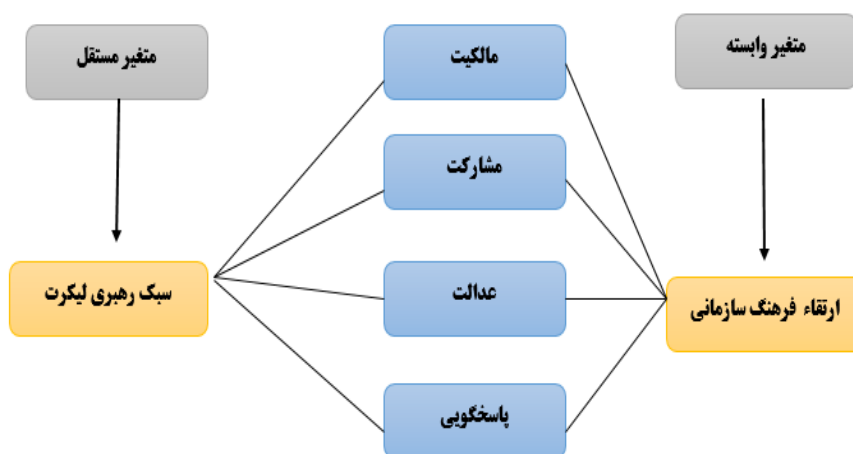 متغیر وابسته
مالکیت
متغیر مستقل
مشارکت
ارتقاء فرهنگ سازمانی
عدالت
سبک رهبری لیکرت
پاسخگویی